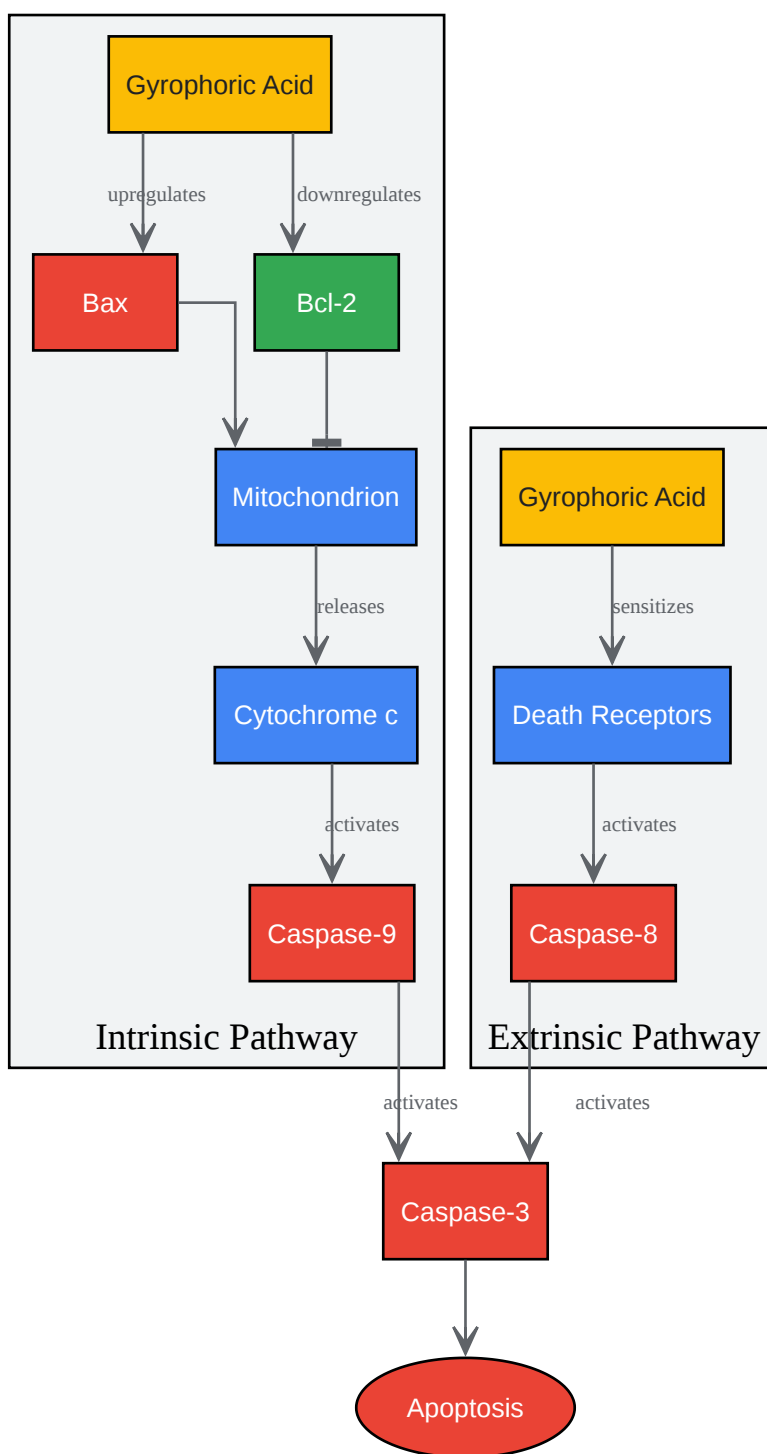 Gyrophoric Acid
upregulates
downregulates
Bax
Bcl-2
Mitochondrion
releases
Cytochrome c
activates
Caspase-9
Intrinsic Pathway
Gyrophoric Acid
sensitizes
Death Receptors
activates
Caspase-8
Extrinsic Pathway
activates
activates
Caspase-3
Apoptosis